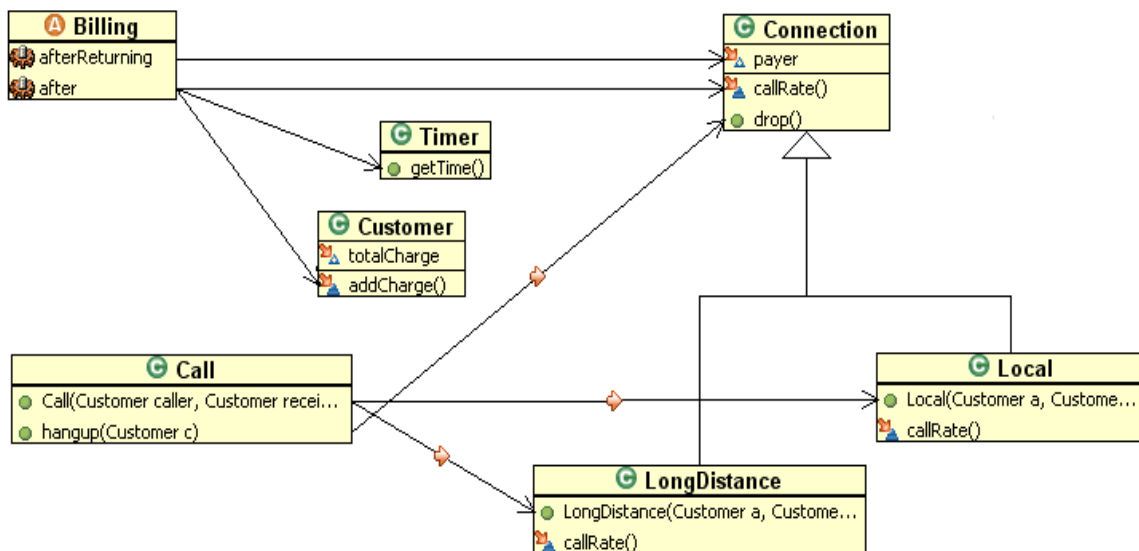 A Billing
afterReturning
after
C Connection
payer
callRate()
drop()
C Timer
getTime()
C Customer
totalCharge
addCharge()
C Call
Call(Customer caller, Customer recei...
hangup(Customer c)
C Local
Local(Customer a, Custome...
callRate()
C LongDistance
LongDistance(Customer a, Custome...
callRate()